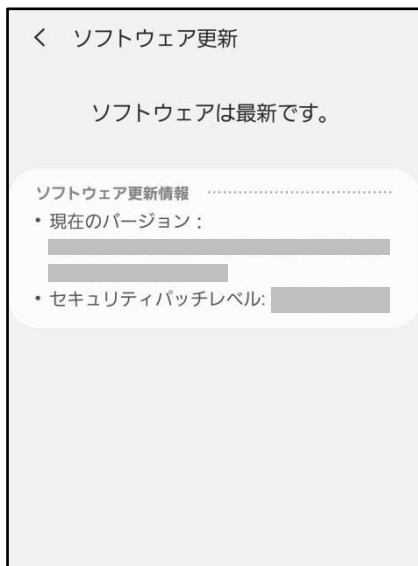 ソフトウェア更新
ソフトウェアは最新です。
ソフトウェア更新情報
・現在のバージョン：
・セキュリティパッチレベル: